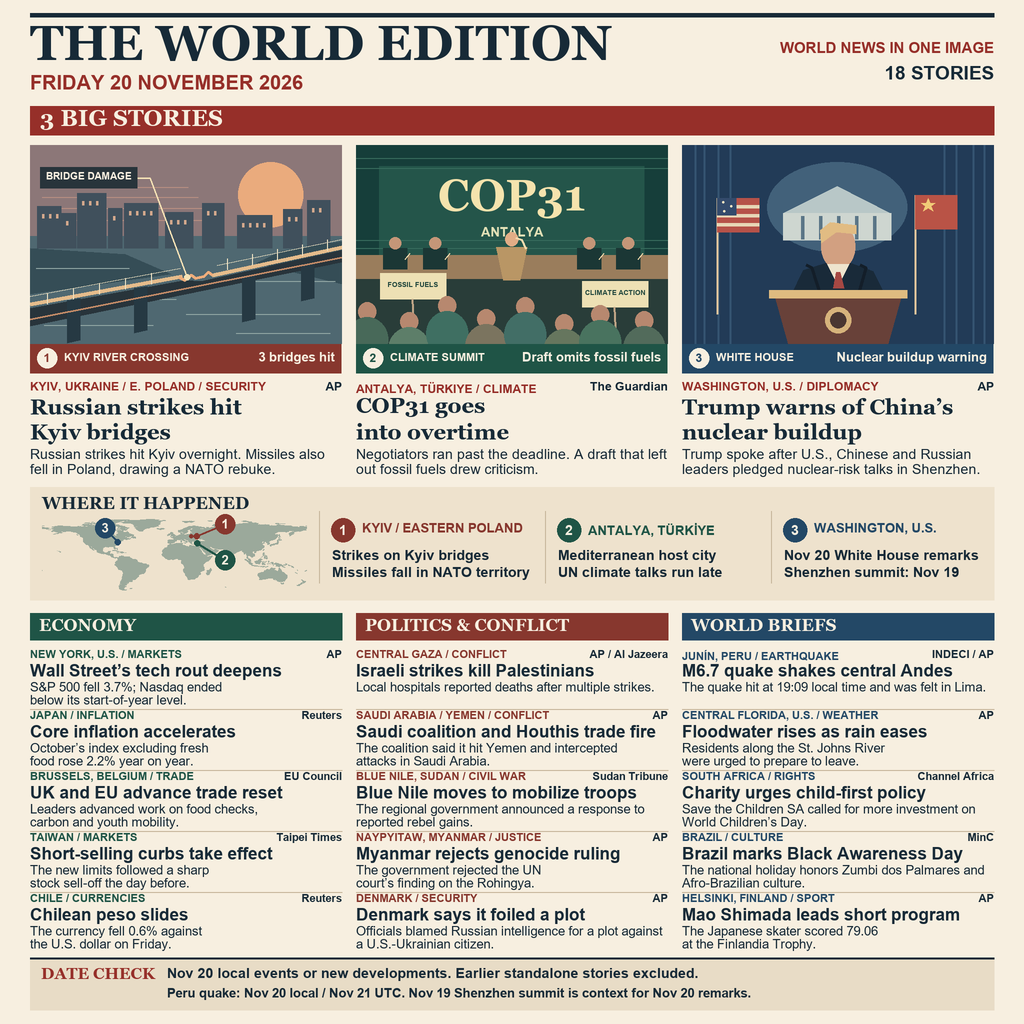 THE WORLD EDITION
FRIDAY 20 NOVEMBER 2026
WORLD NEWS IN ONE IMAGE
18 STORIES
3 BIG STORIES
BRIDGE DAMAGE
1 KYIV RIVER CROSSING 3 bridges hit
KYIV, UKRAINE / E. POLAND / SECURITY AP
Russian strikes hit
Kyiv bridges
Russian strikes hit Kyiv overnight. Missiles also
fell in Poland, drawing a NATO rebuke.
COP31
ANTALYA
FOSSIL FUELS
CLIMATE ACTION
2 CLIMATE SUMMIT Draft omits fossil fuels
ANTALYA, TÜRKIYE / CLIMATE The Guardian
COP31 goes
into overtime
Negotiators ran past the deadline. A draft that left
out fossil fuels drew criticism.
3 WHITE HOUSE Nuclear buildup warning
WASHINGTON, U.S. / DIPLOMACY AP
Trump warns of China’s
nuclear buildup
Trump spoke after U.S., Chinese and Russian
leaders pledged nuclear-risk talks in Shenzhen.
WHERE IT HAPPENED
3
1
2
1 KYIV / EASTERN POLAND
Strikes on Kyiv bridges
Missiles fall in NATO territory
2 ANTALYA, TÜRKİYE
Mediterranean host city
UN climate talks run late
3 WASHINGTON, U.S.
Nov 20 White House remarks
Shenzhen summit: Nov 19
ECONOMY
NEW YORK, U.S. / MARKETS AP
Wall Street’s tech rout deepens
S&P 500 fell 3.7%; Nasdaq ended
below its start-of-year level.
JAPAN / INFLATION Reuters
Core inflation accelerates
October’s index excluding fresh
food rose 2.2% year on year.
BRUSSELS, BELGIUM / TRADE EU Council
UK and EU advance trade reset
Leaders advanced work on food checks,
carbon and youth mobility.
TAIWAN / MARKETS Taipei Times
Short-selling curbs take effect
The new limits followed a sharp
stock sell-off the day before.
CHILE / CURRENCIES Reuters
Chilean peso slides
The currency fell 0.6% against
the U.S. dollar on Friday.
POLITICS & CONFLICT
CENTRAL GAZA / CONFLICT AP / Al Jazeera
Israeli strikes kill Palestinians
Local hospitals reported deaths after multiple strikes.
SAUDI ARABIA / YEMEN / CONFLICT AP
Saudi coalition and Houthis trade fire
The coalition said it hit Yemen and intercepted
attacks in Saudi Arabia.
BLUE NILE, SUDAN / CIVIL WAR Sudan Tribune
Blue Nile moves to mobilize troops
The regional government announced a response to
reported rebel gains.
NAYPYITAW, MYANMAR / JUSTICE AP
Myanmar rejects genocide ruling
The government rejected the UN
court’s finding on the Rohingya.
DENMARK / SECURITY AP
Denmark says it foiled a plot
Officials blamed Russian intelligence for a plot against
a U.S.-Ukrainian citizen.
WORLD BRIEFS
JUNÍN, PERU / EARTHQUAKE INDECI / AP
M6.7 quake shakes central Andes
The quake hit at 19:09 local time and was felt in Lima.
CENTRAL FLORIDA, U.S. / WEATHER AP
Floodwater rises as rain eases
Residents along the St. Johns River
were urged to prepare to leave.
SOUTH AFRICA / RIGHTS Channel Africa
Charity urges child-first policy
Save the Children SA called for more investment on
World Children’s Day.
BRAZIL / CULTURE MinC
Brazil marks Black Awareness Day
The national holiday honors Zumbi dos Palmares and
Afro-Brazilian culture.
HELSINKI, FINLAND / SPORT AP
Mao Shimada leads short program
The Japanese skater scored 79.06
at the Finlandia Trophy.
DATE CHECK Nov 20 local events or new developments. Earlier standalone stories excluded.
Peru quake: Nov 20 local / Nov 21 UTC. Nov 19 Shenzhen summit is context for Nov 20 remarks.